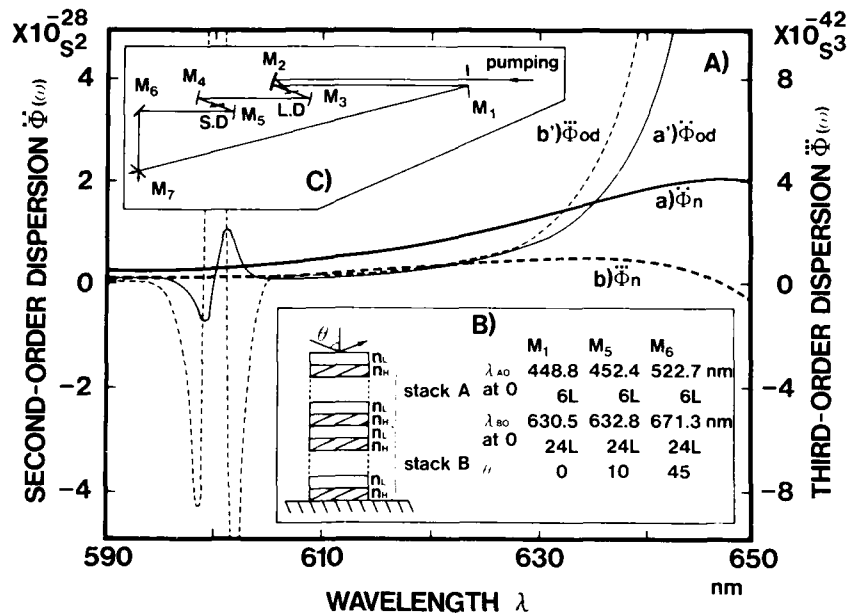 X10⁻²⁸ S²
X10⁻⁴² S³
SECOND-ORDER DISPERSION Φ̈(ω)
THIRD-ORDER DISPERSION Φ⃛(ω)
4
2
0
−2
−4
8
4
0
−4
−8
590
610
630
650
nm
WAVELENGTH λ
A)
M₂
pumping
M₄
M₆
M₃
M₅
L.D
S.D
M₁
M₇
C)
b')Φ⃛od
a')Φ̈od
a)Φ̈n
b)Φ⃛n
B)
θ
nL
nH
nL
nH
nL
nH
nL
nH
stack A
stack B
M₁ M₅ M₆
λAO at 0 448.8 452.4 522.7 nm
6L 6L 6L
λBO at 0 630.5 632.8 671.3 nm
24L 24L 24L
0 10 45